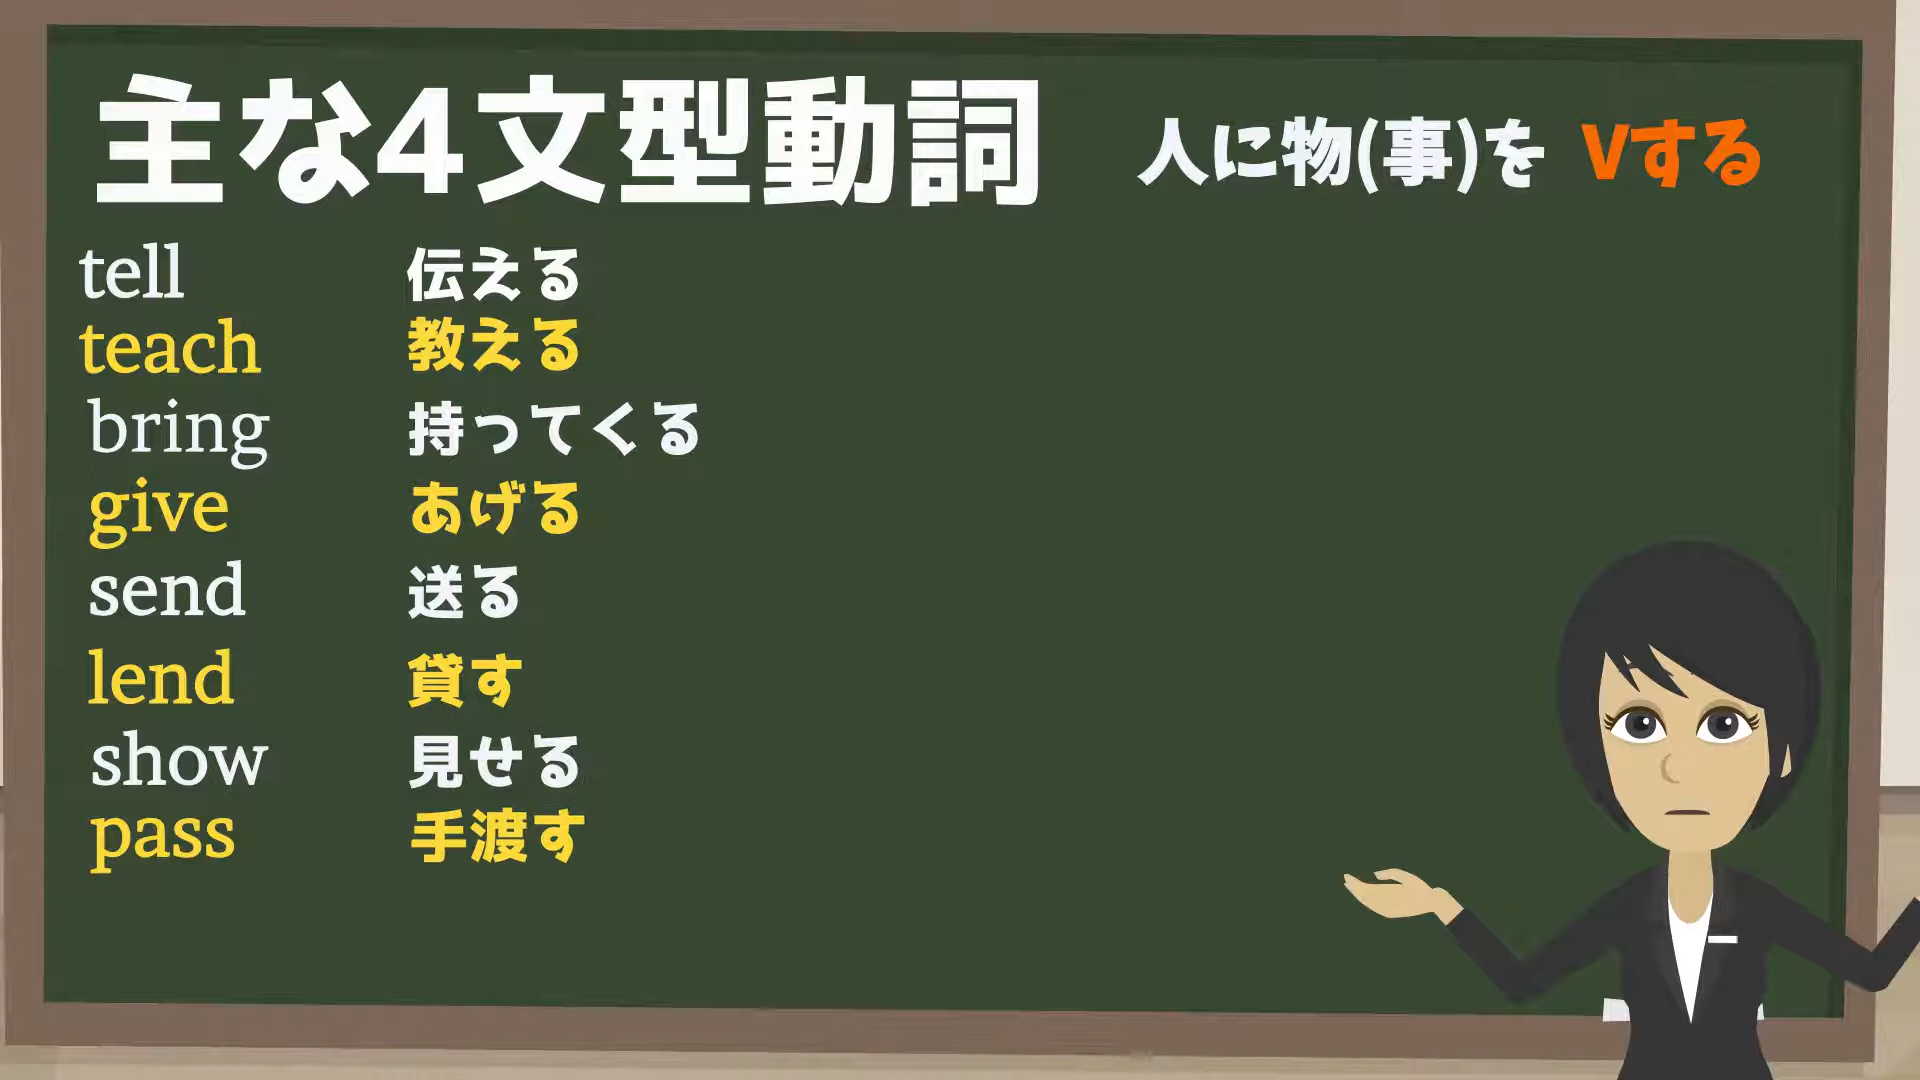 主な4文型動詞 人に物(事)を Vする
tell 伝える
teach 教える
bring 持ってくる
give あげる
send 送る
lend 貸す
show 見せる
pass 手渡す